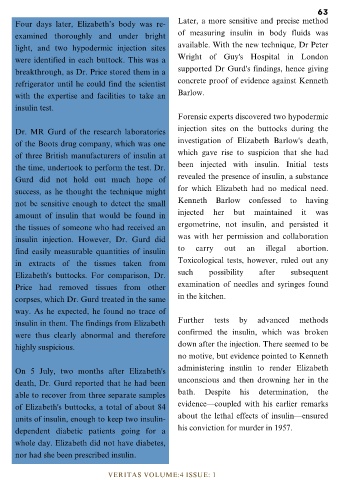 63
Four days later, Elizabeth's body was re-
examined thoroughly and under bright
light, and two hypodermic injection sites
were identified in each buttock. This was a
breakthrough, as Dr. Price stored them in a
refrigerator until he could find the scientist
with the expertise and facilities to take an
insulin test.
Dr. MR Gurd of the research laboratories
of the Boots drug company, which was one
of three British manufacturers of insulin at
the time, undertook to perform the test. Dr.
Gurd did not hold out much hope of
success, as he thought the technique might
not be sensitive enough to detect the small
amount of insulin that would be found in
the tissues of someone who had received an
insulin injection. However, Dr. Gurd did
find easily measurable quantities of insulin
in extracts of the tissues taken from
Elizabeth's buttocks. For comparison, Dr.
Price had removed tissues from other
corpses, which Dr. Gurd treated in the same
way. As he expected, he found no trace of
insulin in them. The findings from Elizabeth
were thus clearly abnormal and therefore
highly suspicious.
On 5 July, two months after Elizabeth's
death, Dr. Gurd reported that he had been
able to recover from three separate samples
of Elizabeth's buttocks, a total of about 84
units of insulin, enough to keep two insulin-
dependent diabetic patients going for a
whole day. Elizabeth did not have diabetes,
nor had she been prescribed insulin.
Later, a more sensitive and precise method
of measuring insulin in body fluids was
available. With the new technique, Dr Peter
Wright of Guy's Hospital in London
supported Dr Gurd's findings, hence giving
concrete proof of evidence against Kenneth
Barlow.
Forensic experts discovered two hypodermic
injection sites on the buttocks during the
investigation of Elizabeth Barlow's death,
which gave rise to suspicion that she had
been injected with insulin. Initial tests
revealed the presence of insulin, a substance
for which Elizabeth had no medical need.
Kenneth Barlow confessed to having
injected her but maintained it was
ergometrine, not insulin, and persisted it
was with her permission and collaboration
to carry out an illegal abortion.
Toxicological tests, however, ruled out any
such possibility after subsequent
examination of needles and syringes found
in the kitchen.
Further tests by advanced methods
confirmed the insulin, which was broken
down after the injection. There seemed to be
no motive, but evidence pointed to Kenneth
administering insulin to render Elizabeth
unconscious and then drowning her in the
bath. Despite his determination, the
evidence—coupled with his earlier remarks
about the lethal effects of insulin—ensured
his conviction for murder in 1957.
VERITAS VOLUME:4 ISSUE: 1